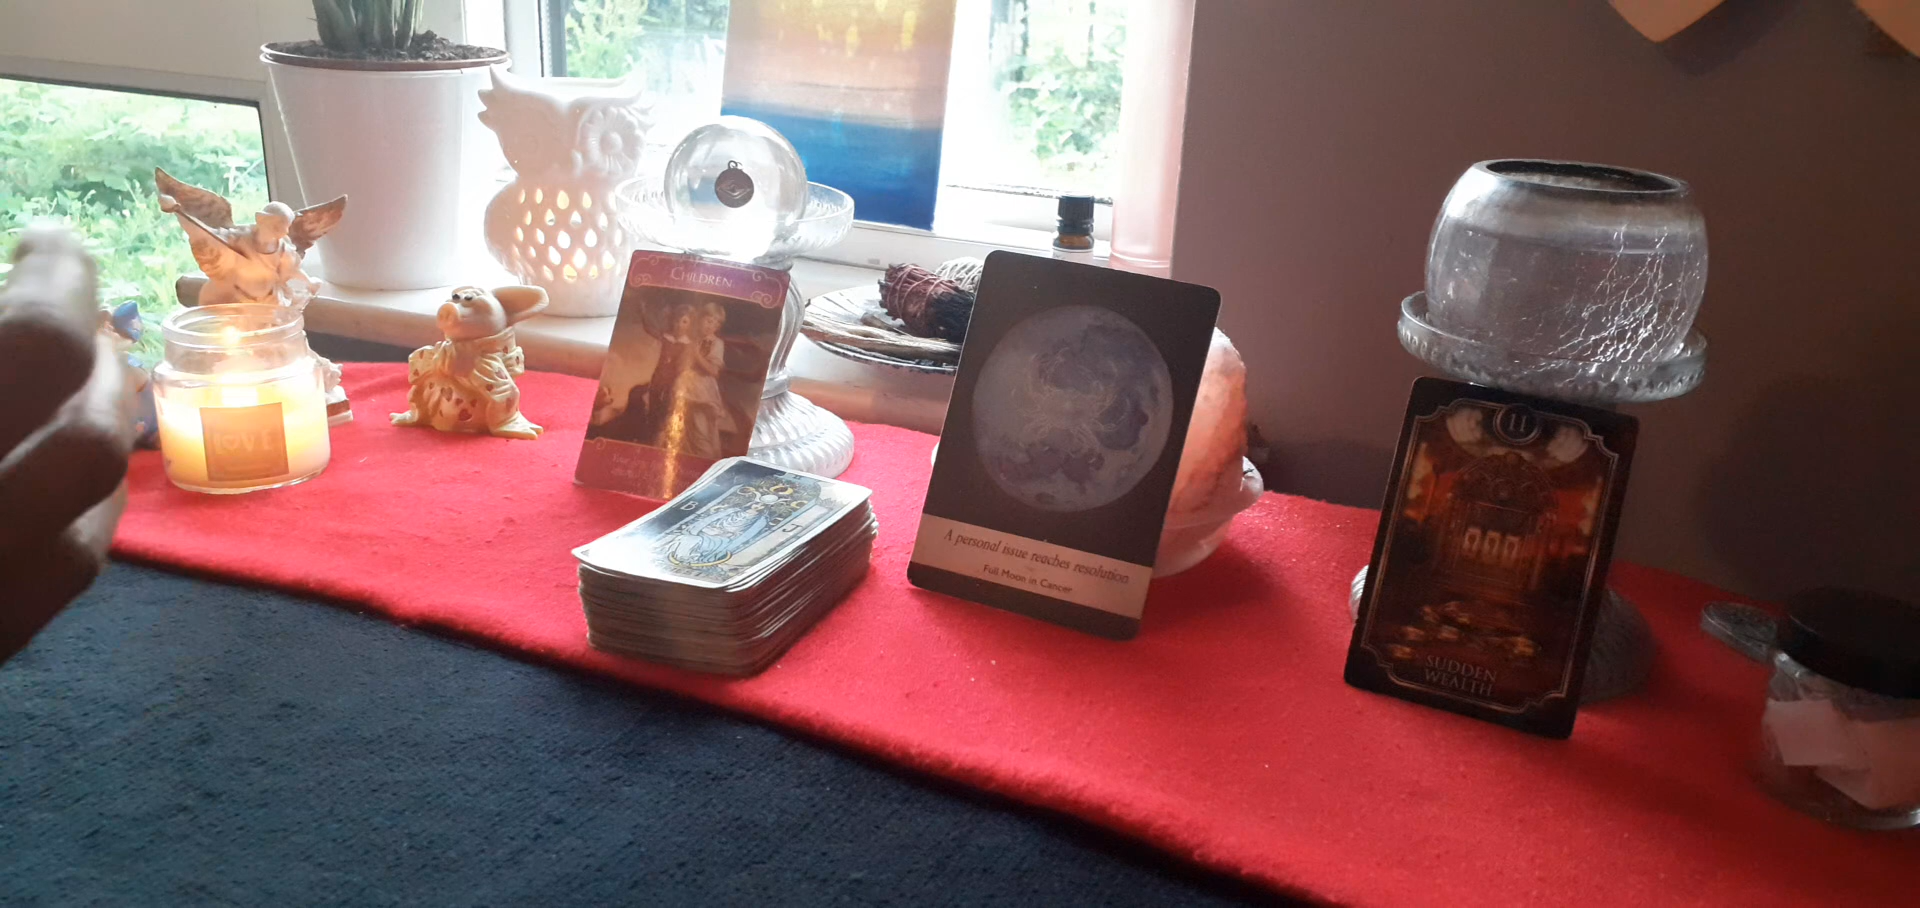 LOVE
CHILDREN
B
A personal issue reaches resolution
Full Moon in Cancer
11
SUDDEN
WEALTH